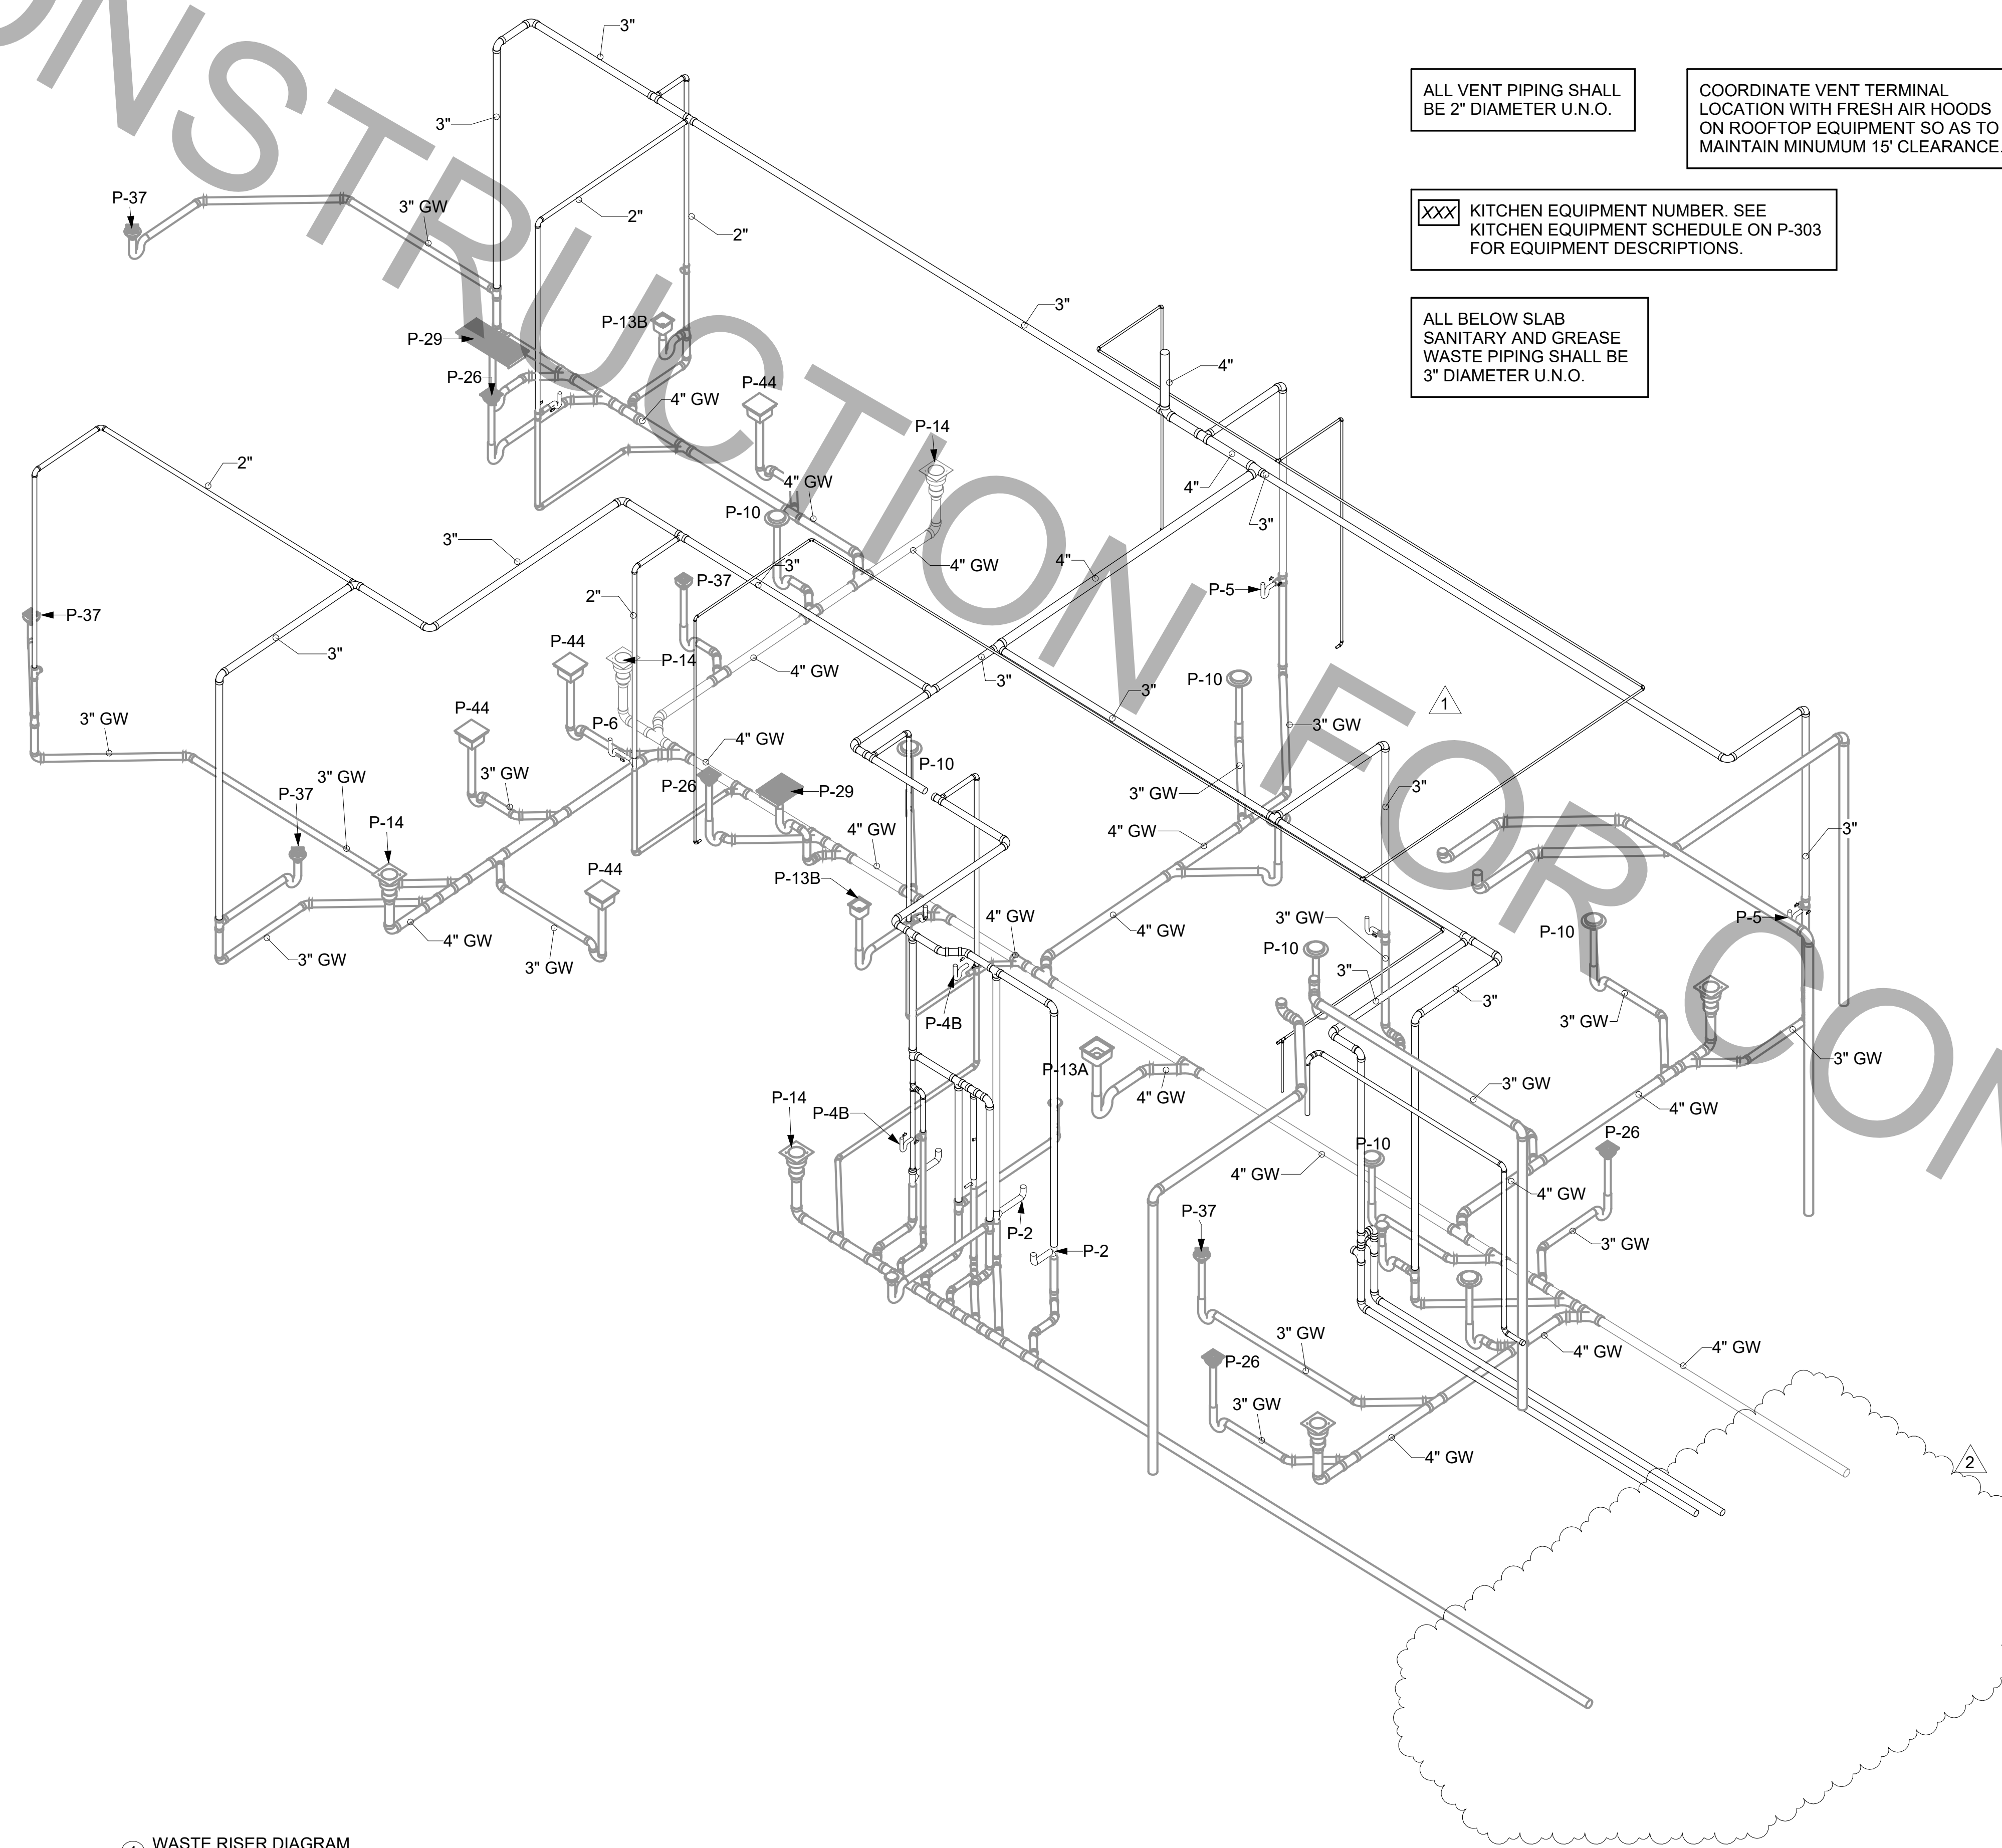 ALL VENT PIPING SHALL
BE 2" DIAMETER U.N.O.
COORDINATE VENT TERMINAL
LOCATION WITH FRESH AIR HOODS
ON ROOFTOP EQUIPMENT SO AS TO
MAINTAIN MINUMUM 15' CLEARANCE.
XXX KITCHEN EQUIPMENT NUMBER. SEE
KITCHEN EQUIPMENT SCHEDULE ON P-303
FOR EQUIPMENT DESCRIPTIONS.
ALL BELOW SLAB
SANITARY AND GREASE
WASTE PIPING SHALL BE
3" DIAMETER U.N.O.
ONSTRUCTION FOR CON
3"
3"
P-37
3" GW
2"
2"
3"
P-13B
P-29
4"
P-26
P-44
4" GW
P-14
2"
4" GW
4"
4"
P-10
3"
3"
4" GW
4"
3"
P-37
P-5
2"
P-37
P-44
3"
P-14
4" GW
3"
P-10
3"
1
P-44
3" GW
P-6
3" GW
4" GW
P-10
3" GW
3" GW
P-26
P-29
3" GW
3"
P-37
P-14
4" GW
4" GW
3"
P-44
P-13B
4" GW
3" GW
P-5
4" GW
P-10
P-10
4" GW
3" GW
3" GW
3"
3"
P-4B
3" GW
3" GW
P-13A
3" GW
4" GW
P-14
P-4B
4" GW
P-26
P-10
4" GW
4" GW
P-37
P-2
3" GW
P-2
3" GW
4" GW
4" GW
P-26
3" GW
4" GW
2
WASTE RISER DIAGRAM